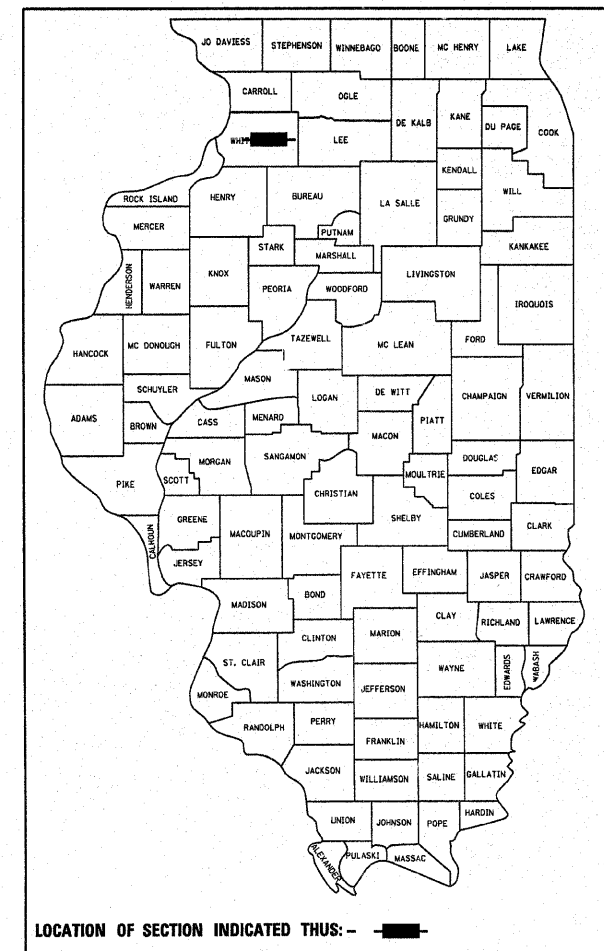 JO DAVIESS STEPHENSON WINNEBAGO BOONE MC HENRY LAKE
CARROLL OGLE
DE KALB KANE DU PAGE COOK
WHIT LEE
KENDALL
ROCK ISLAND HENRY BUREAU LA SALLE WILL
GRUNDY
MERCER PUTNAM
STARK KANKAKEE
MARSHALL
HENDERSON WARREN KNOX LIVINGSTON
PEORIA WOODFORD
IROQUOIS
TAZEWELL FORD
HANCOCK MC DONOUGH FULTON MC LEAN
MASON
SCHUYLER DE WITT
LOGAN CHAMPAIGN VERMILION
ADAMS BROWN CASS MENARD PIATT
MACON
SANGAMON DOUGLAS
MORGAN MOULTRIE EDGAR
PIKE SCOTT CHRISTIAN COLES
GREENE SHELBY
CALHOUN MACOUPIN MONTGOMERY CUMBERLAND CLARK
JERSEY
FAYETTE EFFINGHAM JASPER CRAWFORD
BOND
MADISON CLAY RICHLAND LAWRENCE
CLINTON MARION
ST. CLAIR WAYNE EDWARDS WABASH
WASHINGTON JEFFERSON
MONROE
RANDOLPH PERRY HAMILTON WHITE
FRANKLIN
JACKSON WILLIAMSON SALINE GALLATIN
HARDIN
UNION JOHNSON POPE
ALEXANDER PULASKI MASSAC
LOCATION OF SECTION INDICATED THUS: -